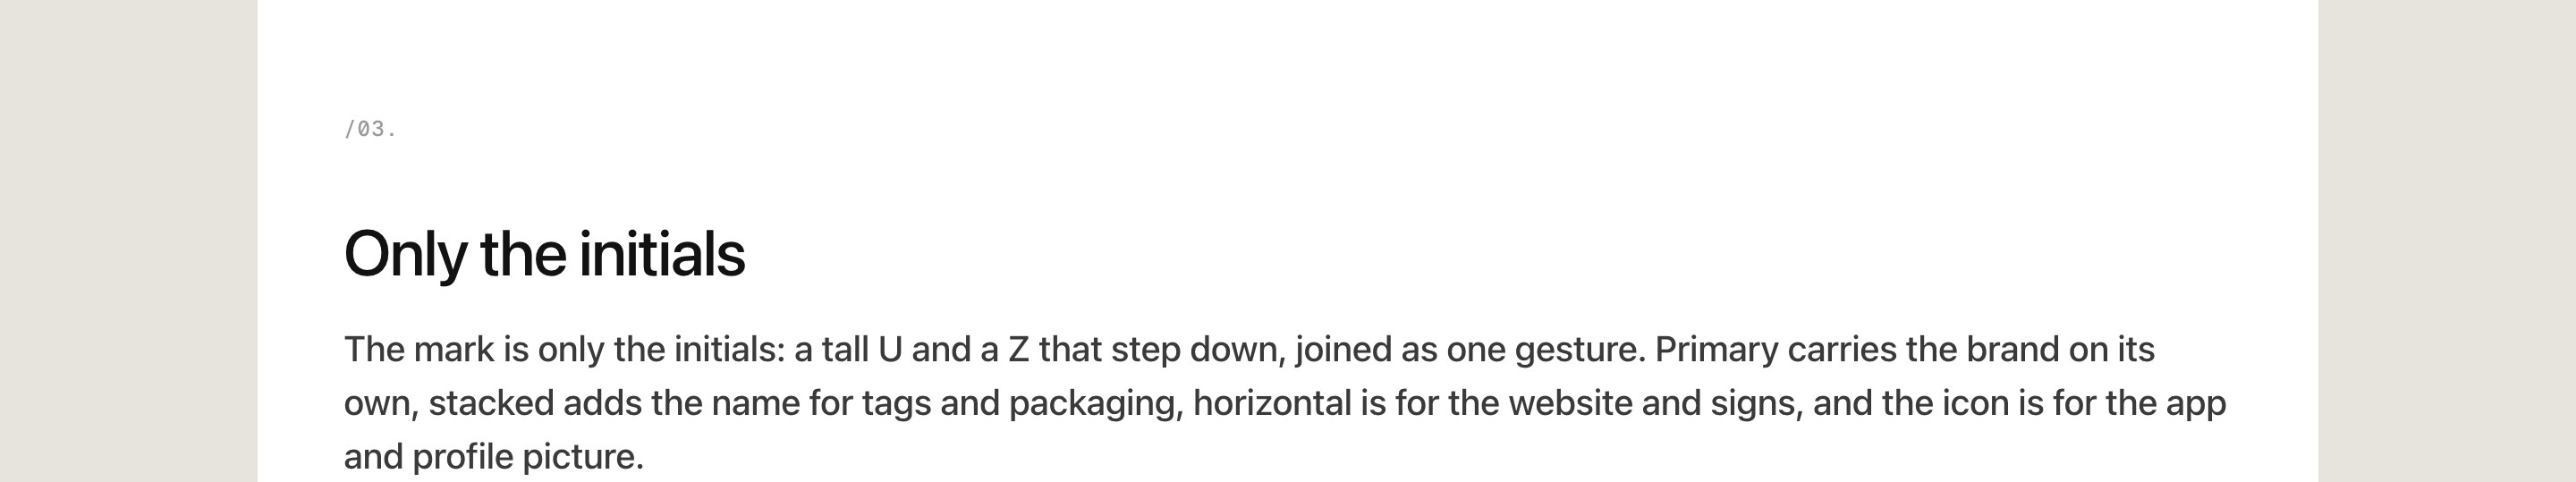 /03.
Only the initials
The mark is only the initials: a tall U and a Z that step down, joined as one gesture. Primary carries the brand on its
own, stacked adds the name for tags and packaging, horizontal is for the website and signs, and the icon is for the app
and profile picture.